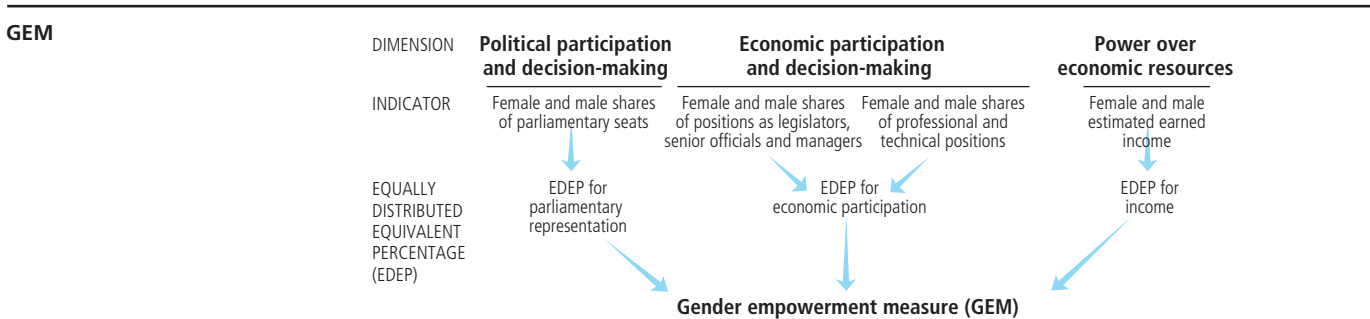 GEM
DIMENSION
Political participation
and decision-making
Economic participation
and decision-making
Power over
economic resources
INDICATOR
Female and male shares
of parliamentary seats
Female and male shares
of positions as legislators,
senior officials and managers
Female and male shares
of professional and
technical positions
Female and male
estimated earned
income
EQUALLY
DISTRIBUTED
EQUIVALENT
PERCENTAGE
(EDEP)
EDEP for
parliamentary
representation
EDEP for
economic participation
EDEP for
income
Gender empowerment measure (GEM)